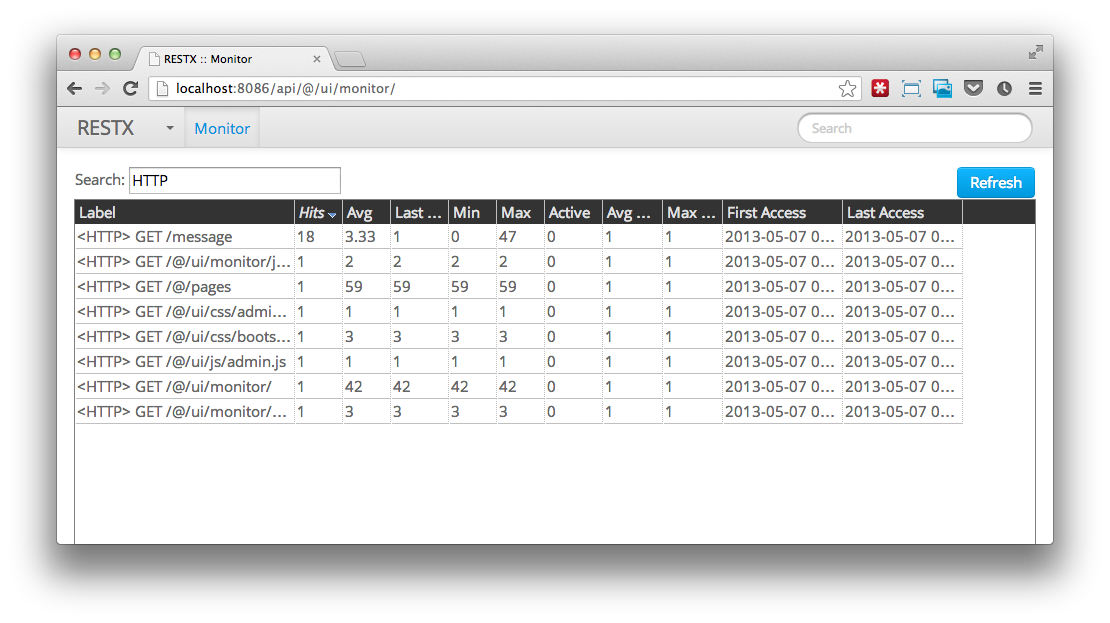 RESTX :: Monitor
localhost:8086/api/@/ui/monitor/
RESTX Monitor Search
Search: HTTP Refresh
Label Hits Avg Last ... Min Max Active Avg ... Max ... First Access Last Access
<HTTP> GET /message 18 3.33 1 0 47 0 1 1 2013-05-07 0... 2013-05-07 0...
<HTTP> GET /@/ui/monitor/j... 1 2 2 2 2 0 1 1 2013-05-07 0... 2013-05-07 0...
<HTTP> GET /@/pages 1 59 59 59 59 0 1 1 2013-05-07 0... 2013-05-07 0...
<HTTP> GET /@/ui/css/admi... 1 1 1 1 1 0 1 1 2013-05-07 0... 2013-05-07 0...
<HTTP> GET /@/ui/css/boots... 1 3 3 3 3 0 1 1 2013-05-07 0... 2013-05-07 0...
<HTTP> GET /@/ui/js/admin.js 1 1 1 1 1 0 1 1 2013-05-07 0... 2013-05-07 0...
<HTTP> GET /@/ui/monitor/ 1 42 42 42 42 0 1 1 2013-05-07 0... 2013-05-07 0...
<HTTP> GET /@/ui/monitor/... 1 3 3 3 3 0 1 1 2013-05-07 0... 2013-05-07 0...